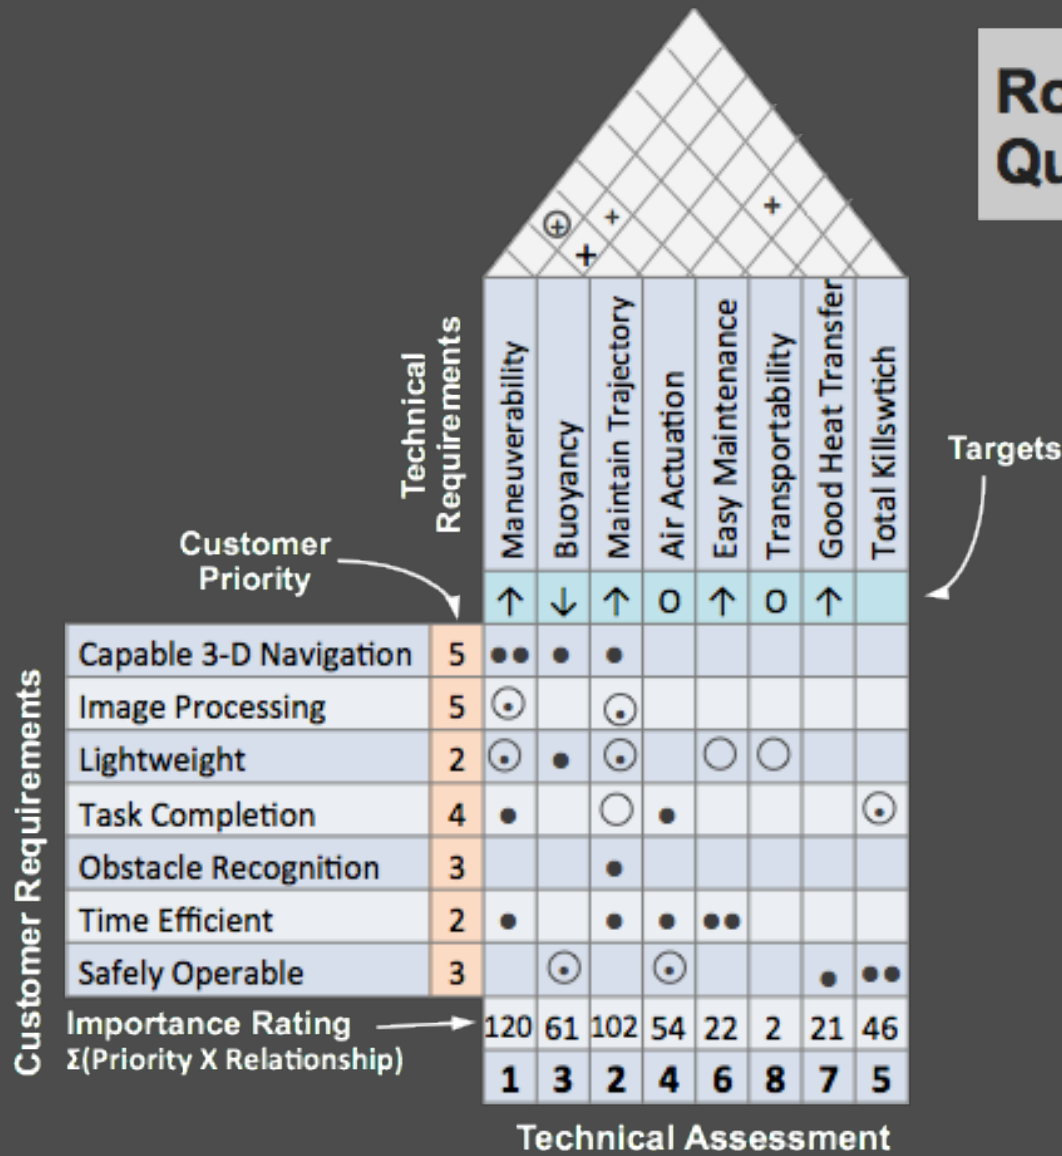 Ro
Qu
Technical
Requirements
Maneuverability
Buoyancy
Maintain Trajectory
Air Actuation
Easy Maintenance
Transportability
Good Heat Transfer
Total Killswtich
Targets
Customer
Priority
↑ ↓ ↑ O ↑ O ↑
Customer Requirements
Capable 3-D Navigation 5
Image Processing 5
Lightweight 2
Task Completion 4
Obstacle Recognition 3
Time Efficient 2
Safely Operable 3
Importance Rating 120 61 102 54 22 2 21 46
Σ(Priority X Relationship)
1 3 2 4 6 8 7 5
Technical Assessment